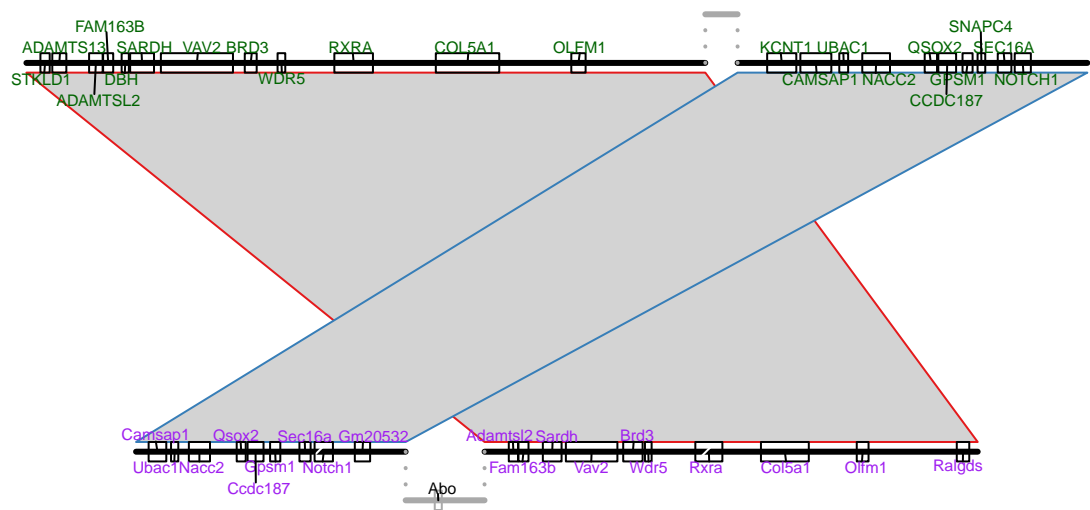 FAM163B SNAPC4
ADAMTS13 SARDH VAV2 BRD3 RXRA COL5A1 OLFM1 KCNT1 UBAC1 QSOX2 SEC16A
STKLD1 DBH WDR5 CAMSAP1 NACC2 GPSM1 NOTCH1
ADAMTSL2 CCDC187
Camsap1 Qsox2 Sec16a Gm20532 Adamtsl2 Sardh Brd3
Ubac1 Nacc2 Gpsm1 Notch1 Fam163b Vav2 Wdr5 Rxra Col5a1 Olfm1 Ralgds
Ccdc187 Abo